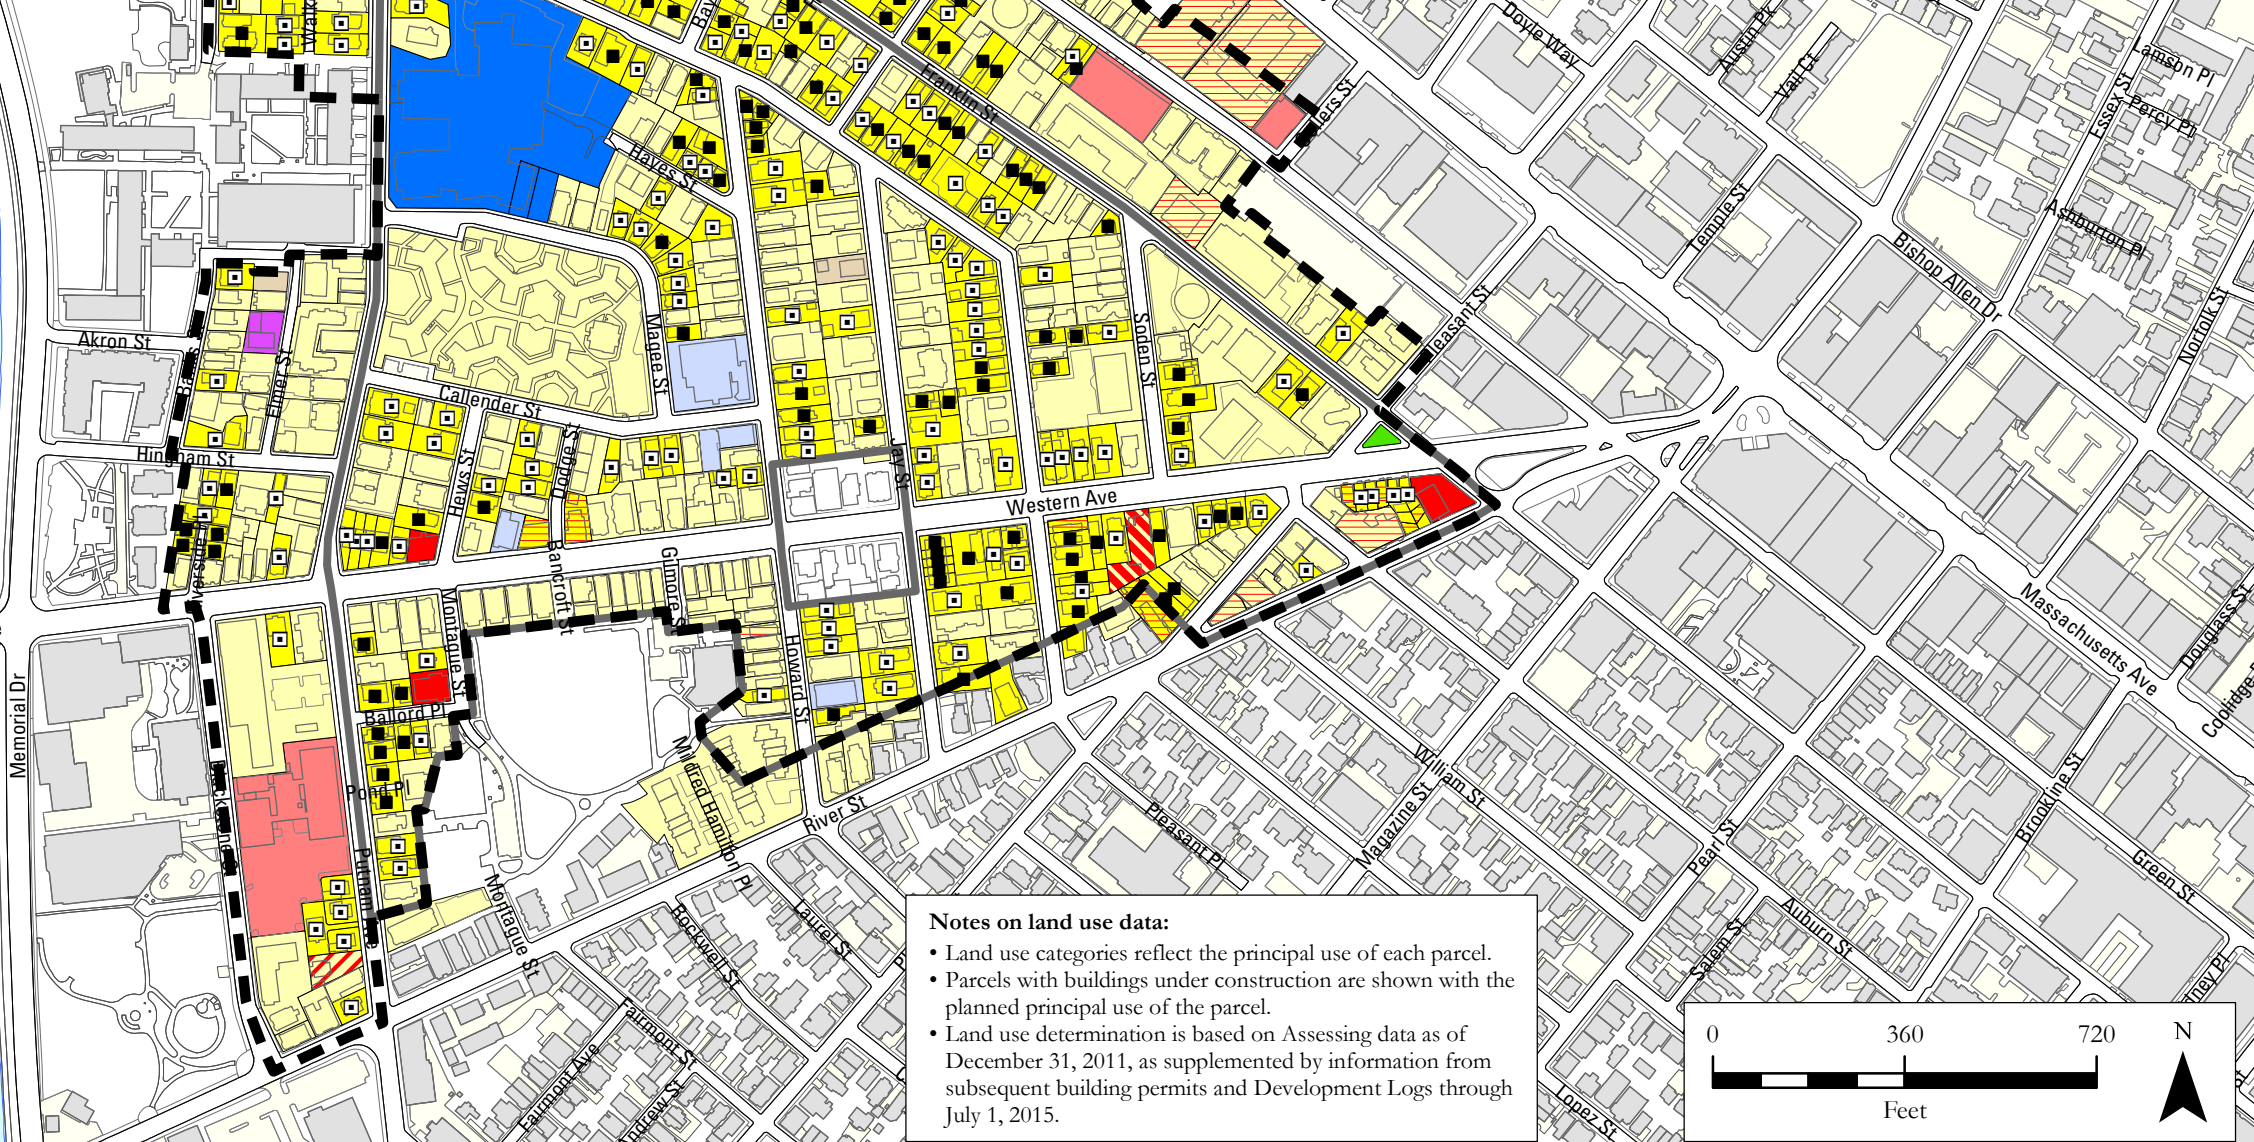 Doyle Way
Austin Pk
Vail Ct
Lamson Pl
Essex St
Percy Pl
Franklin St
Hayes St
Temple St
Ashburton Pl
Bishop Allen Dr
Norfolk St
Akron St
Elmer St
Magee St
Soden St
Callender St
Hingham St
Hews St
Dodge St
Jay St
Western Ave
Bancroft St
Gilmore St
Montague St
Howard St
Massachusetts Ave
Douglass St
Memorial Dr
Ballord Pl
Pond Pl
Mildred Hamilton Pl
River St
William St
Pleasant Pl
Magazine St
Pearl St
Brookline St
Green St
Montague St
Rockwell St
Laurel St
Salem St
Auburn St
Fairmont St
Fairmont Ave
Lopez St
Notes on land use data:
• Land use categories reflect the principal use of each parcel.
• Parcels with buildings under construction are shown with the
planned principal use of the parcel.
• Land use determination is based on Assessing data as of
December 31, 2011, as supplemented by information from
subsequent building permits and Development Logs through
July 1, 2015.
0 360 720
Feet
N